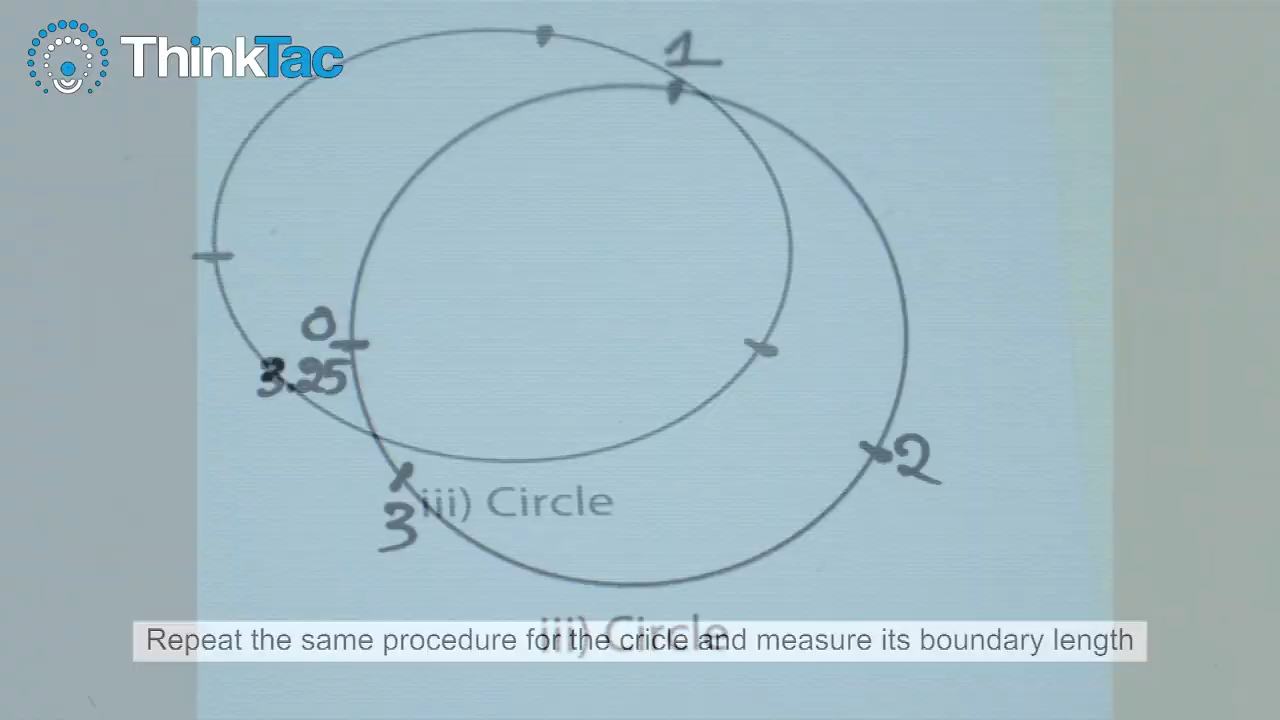 ThinkTac
1
0
3.25
2
iii) Circle
3
iii) Circle
Repeat the same procedure for the cricle and measure its boundary length